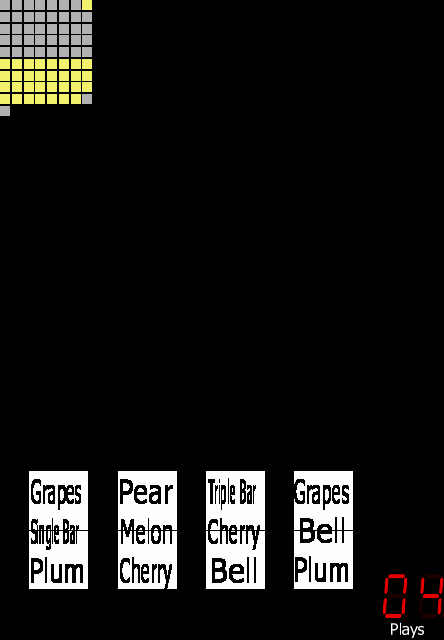 Grapes
Single Bar
Plum
Pear
Melon
Cherry
Triple Bar
Cherry
Bell
Grapes
Bell
Plum
04
Plays